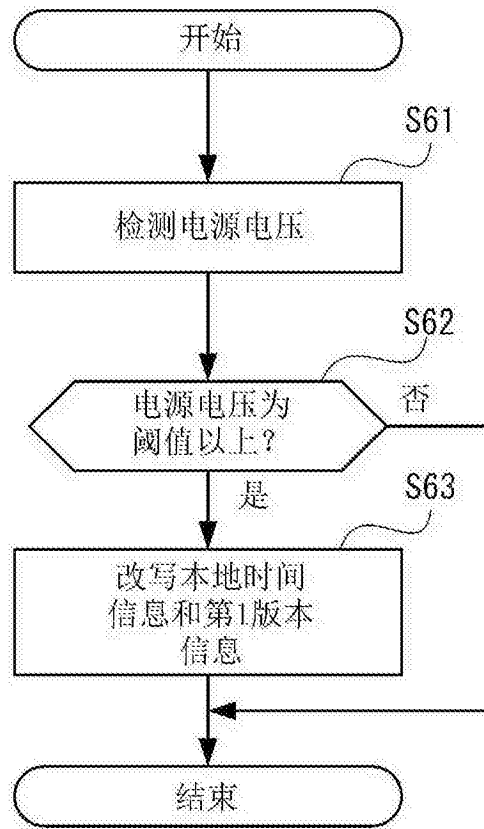 开始
S61
检测电源电压
S62
电源电压为
阈值以上？
否
是
S63
改写本地时间
信息和第1版本
信息
结束